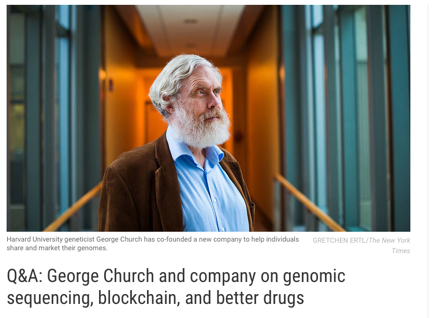 Harvard University geneticist George Church has co-founded a new company to help individuals
share and market their genomes.
GRETCHEN ERTL/The New York
Times
Q&A: George Church and company on genomic
sequencing, blockchain, and better drugs